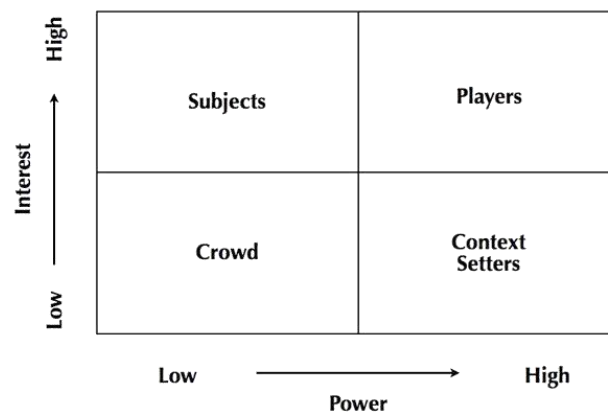 High
Subjects
Players
Interest
Crowd
Context
Setters
Low
Low
High
Power